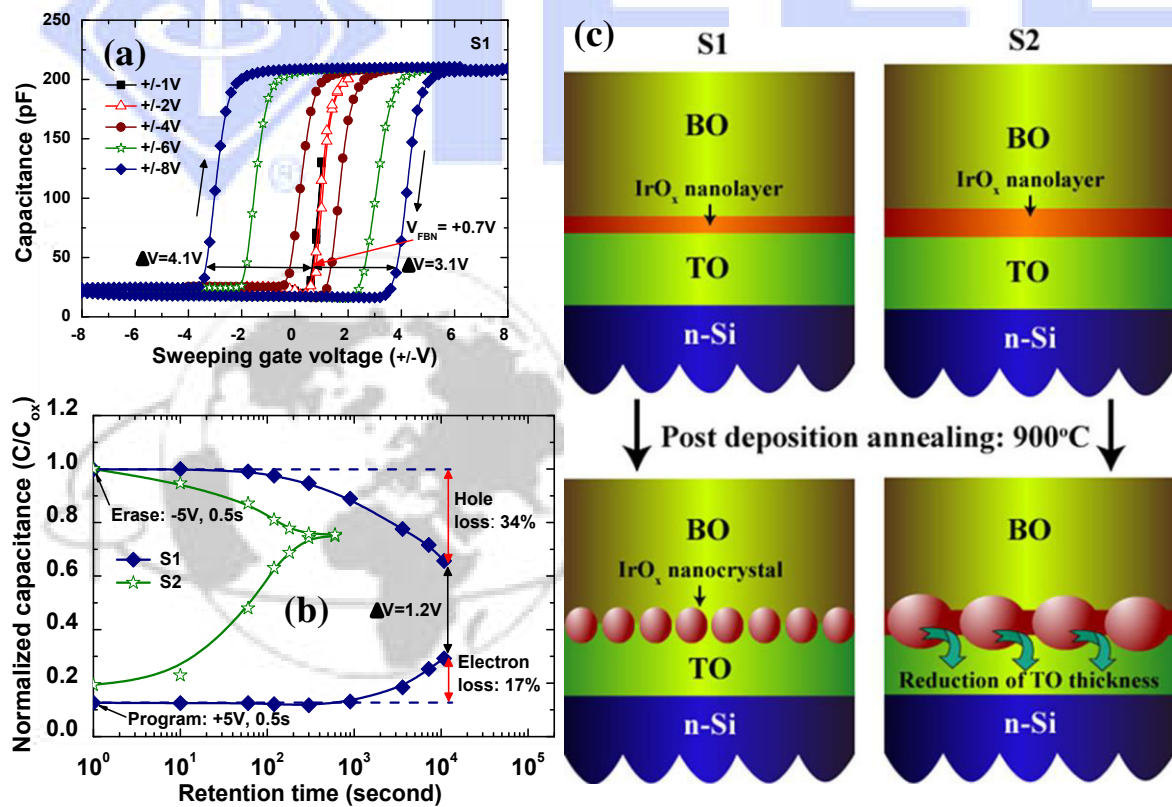 (a)
S1
Capacitance (pF)
250
200
150
100
50
0
+/-1V
+/-2V
+/-4V
+/-6V
+/-8V
V_FBN = +0.7V
▲V=4.1V
▲V=3.1V
-8 -6 -4 -2 0 2 4 6 8
Sweeping gate voltage (+/-V)
(b)
Normalized capacitance (C/C_ox)
1.2
1.0
0.8
0.6
0.4
0.2
0.0
Erase: -5V, 0.5s
S1
S2
Hole
loss: 34%
▲V=1.2V
Electron
loss: 17%
Program: +5V, 0.5s
10^0 10^1 10^2 10^3 10^4 10^5
Retention time (second)
(c)
S1 S2
BO BO
IrO_x nanolayer IrO_x nanolayer
TO TO
n-Si n-Si
Post deposition annealing: 900°C
BO BO
IrO_x nanocrystal
TO TO
Reduction of TO thickness
n-Si n-Si
®